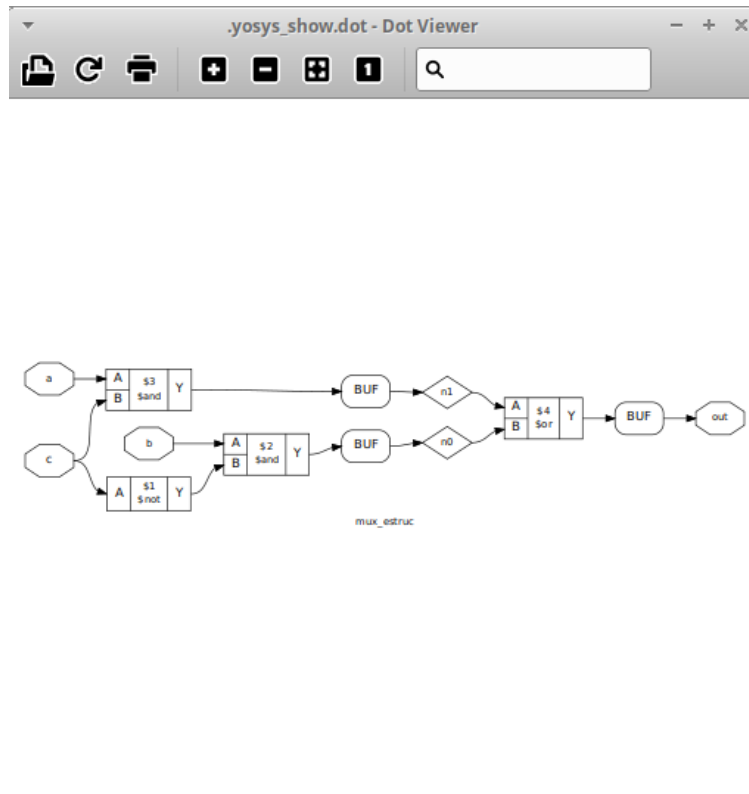 .yosys_show.dot - Dot Viewer
1
a
A
B
$3
$and
Y
BUF
n1
A
B
$4
$or
Y
BUF
out
c
b
A
B
$2
$and
Y
BUF
n0
A
$1
$not
Y
mux_estruc